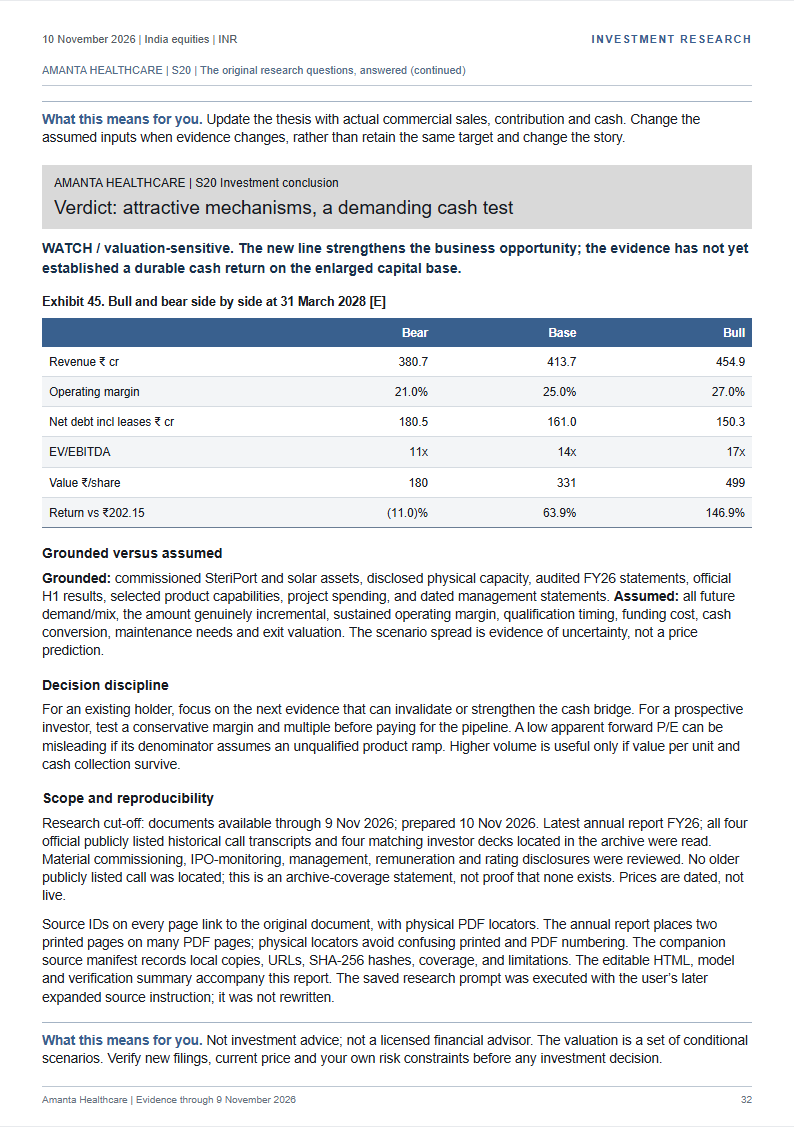 10 November 2026 | India equities | INR
INVESTMENT RESEARCH
AMANTA HEALTHCARE | S20 | The original research questions, answered (continued)
What this means for you. Update the thesis with actual commercial sales, contribution and cash. Change the
assumed inputs when evidence changes, rather than retain the same target and change the story.
AMANTA HEALTHCARE | S20 Investment conclusion
Verdict: attractive mechanisms, a demanding cash test
WATCH / valuation-sensitive. The new line strengthens the business opportunity; the evidence has not yet
established a durable cash return on the enlarged capital base.
Exhibit 45. Bull and bear side by side at 31 March 2028 [E]
Bear Base Bull
Revenue ₹ cr 380.7 413.7 454.9
Operating margin 21.0% 25.0% 27.0%
Net debt incl leases ₹ cr 180.5 161.0 150.3
EV/EBITDA 11x 14x 17x
Value ₹/share 180 331 499
Return vs ₹202.15 (11.0)% 63.9% 146.9%
Grounded versus assumed
Grounded: commissioned SteriPort and solar assets, disclosed physical capacity, audited FY26 statements, official
H1 results, selected product capabilities, project spending, and dated management statements. Assumed: all future
demand/mix, the amount genuinely incremental, sustained operating margin, qualification timing, funding cost, cash
conversion, maintenance needs and exit valuation. The scenario spread is evidence of uncertainty, not a price
prediction.
Decision discipline
For an existing holder, focus on the next evidence that can invalidate or strengthen the cash bridge. For a prospective
investor, test a conservative margin and multiple before paying for the pipeline. A low apparent forward P/E can be
misleading if its denominator assumes an unqualified product ramp. Higher volume is useful only if value per unit and
cash collection survive.
Scope and reproducibility
Research cut-off: documents available through 9 Nov 2026; prepared 10 Nov 2026. Latest annual report FY26; all four
official publicly listed historical call transcripts and four matching investor decks located in the archive were read.
Material commissioning, IPO-monitoring, management, remuneration and rating disclosures were reviewed. No older
publicly listed call was located; this is an archive-coverage statement, not proof that none exists. Prices are dated, not
live.
Source IDs on every page link to the original document, with physical PDF locators. The annual report places two
printed pages on many PDF pages; physical locators avoid confusing printed and PDF numbering. The companion
source manifest records local copies, URLs, SHA-256 hashes, coverage, and limitations. The editable HTML, model
and verification summary accompany this report. The saved research prompt was executed with the user's later
expanded source instruction; it was not rewritten.
What this means for you. Not investment advice; not a licensed financial advisor. The valuation is a set of conditional
scenarios. Verify new filings, current price and your own risk constraints before any investment decision.
Amanta Healthcare | Evidence through 9 November 2026
32